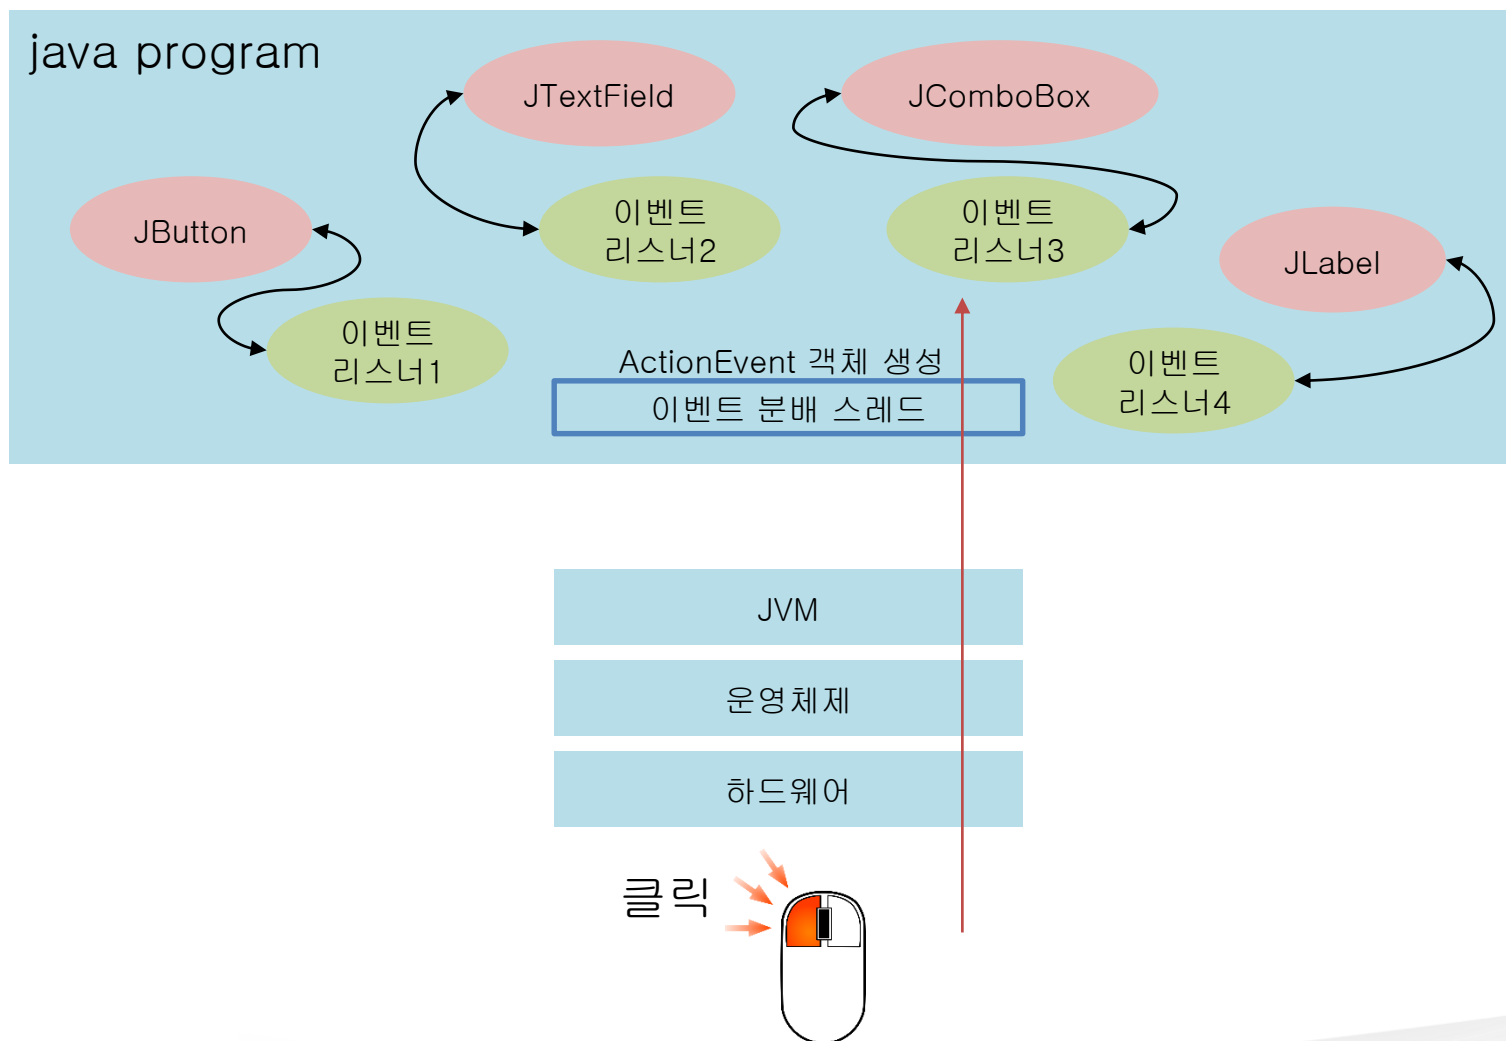 java program
JTextField
JComboBox
JButton
이벤트
리스너2
이벤트
리스너3
JLabel
이벤트
리스너1
ActionEvent 객체 생성
이벤트 분배 스레드
이벤트
리스너4
JVM
운영체제
하드웨어
클릭